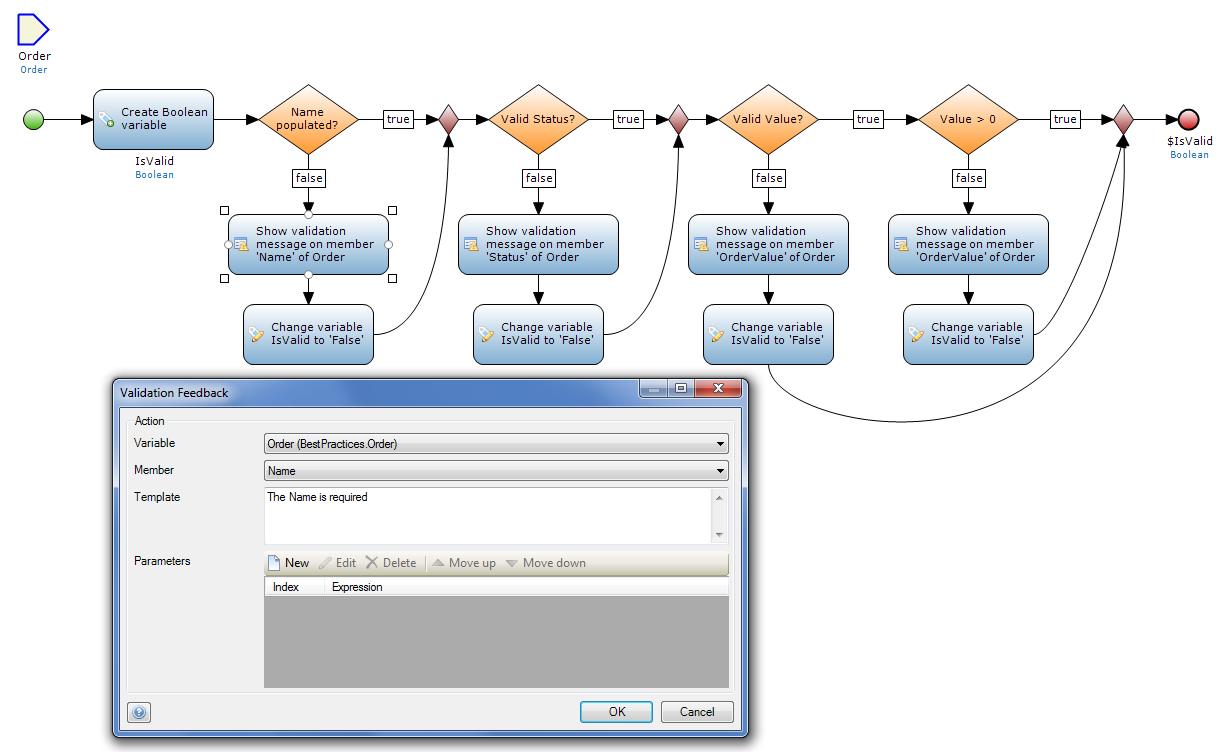 Order
Order
Create Boolean
variable
IsValid
Boolean
Name
populated?
true
Valid Status?
true
Valid Value?
true
Value > 0
true
$IsValid
Boolean
false
false
false
false
Show validation
message on member
'Name' of Order
Show validation
message on member
'Status' of Order
Show validation
message on member
'OrderValue' of Order
Show validation
message on member
'OrderValue' of Order
Change variable
IsValid to 'False'
Change variable
IsValid to 'False'
Change variable
IsValid to 'False'
Change variable
IsValid to 'False'
Validation Feedback
Action
Variable
Order (BestPractices.Order)
Member
Name
Template
The Name is required
Parameters
New Edit Delete Move up Move down
Index Expression
OK Cancel